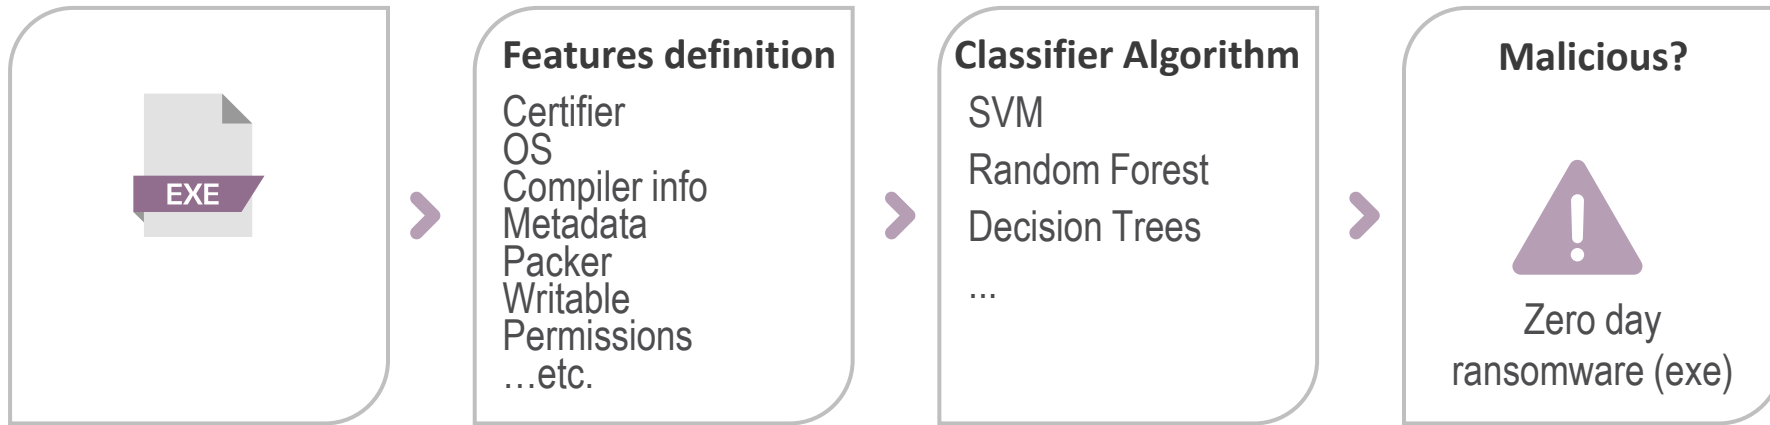 EXE
Features definition
Certifier
OS
Compiler info
Metadata
Packer
Writable
Permissions
...etc.
Classifier Algorithm
SVM
Random Forest
Decision Trees
...
Malicious?
Zero day
ransomware (exe)